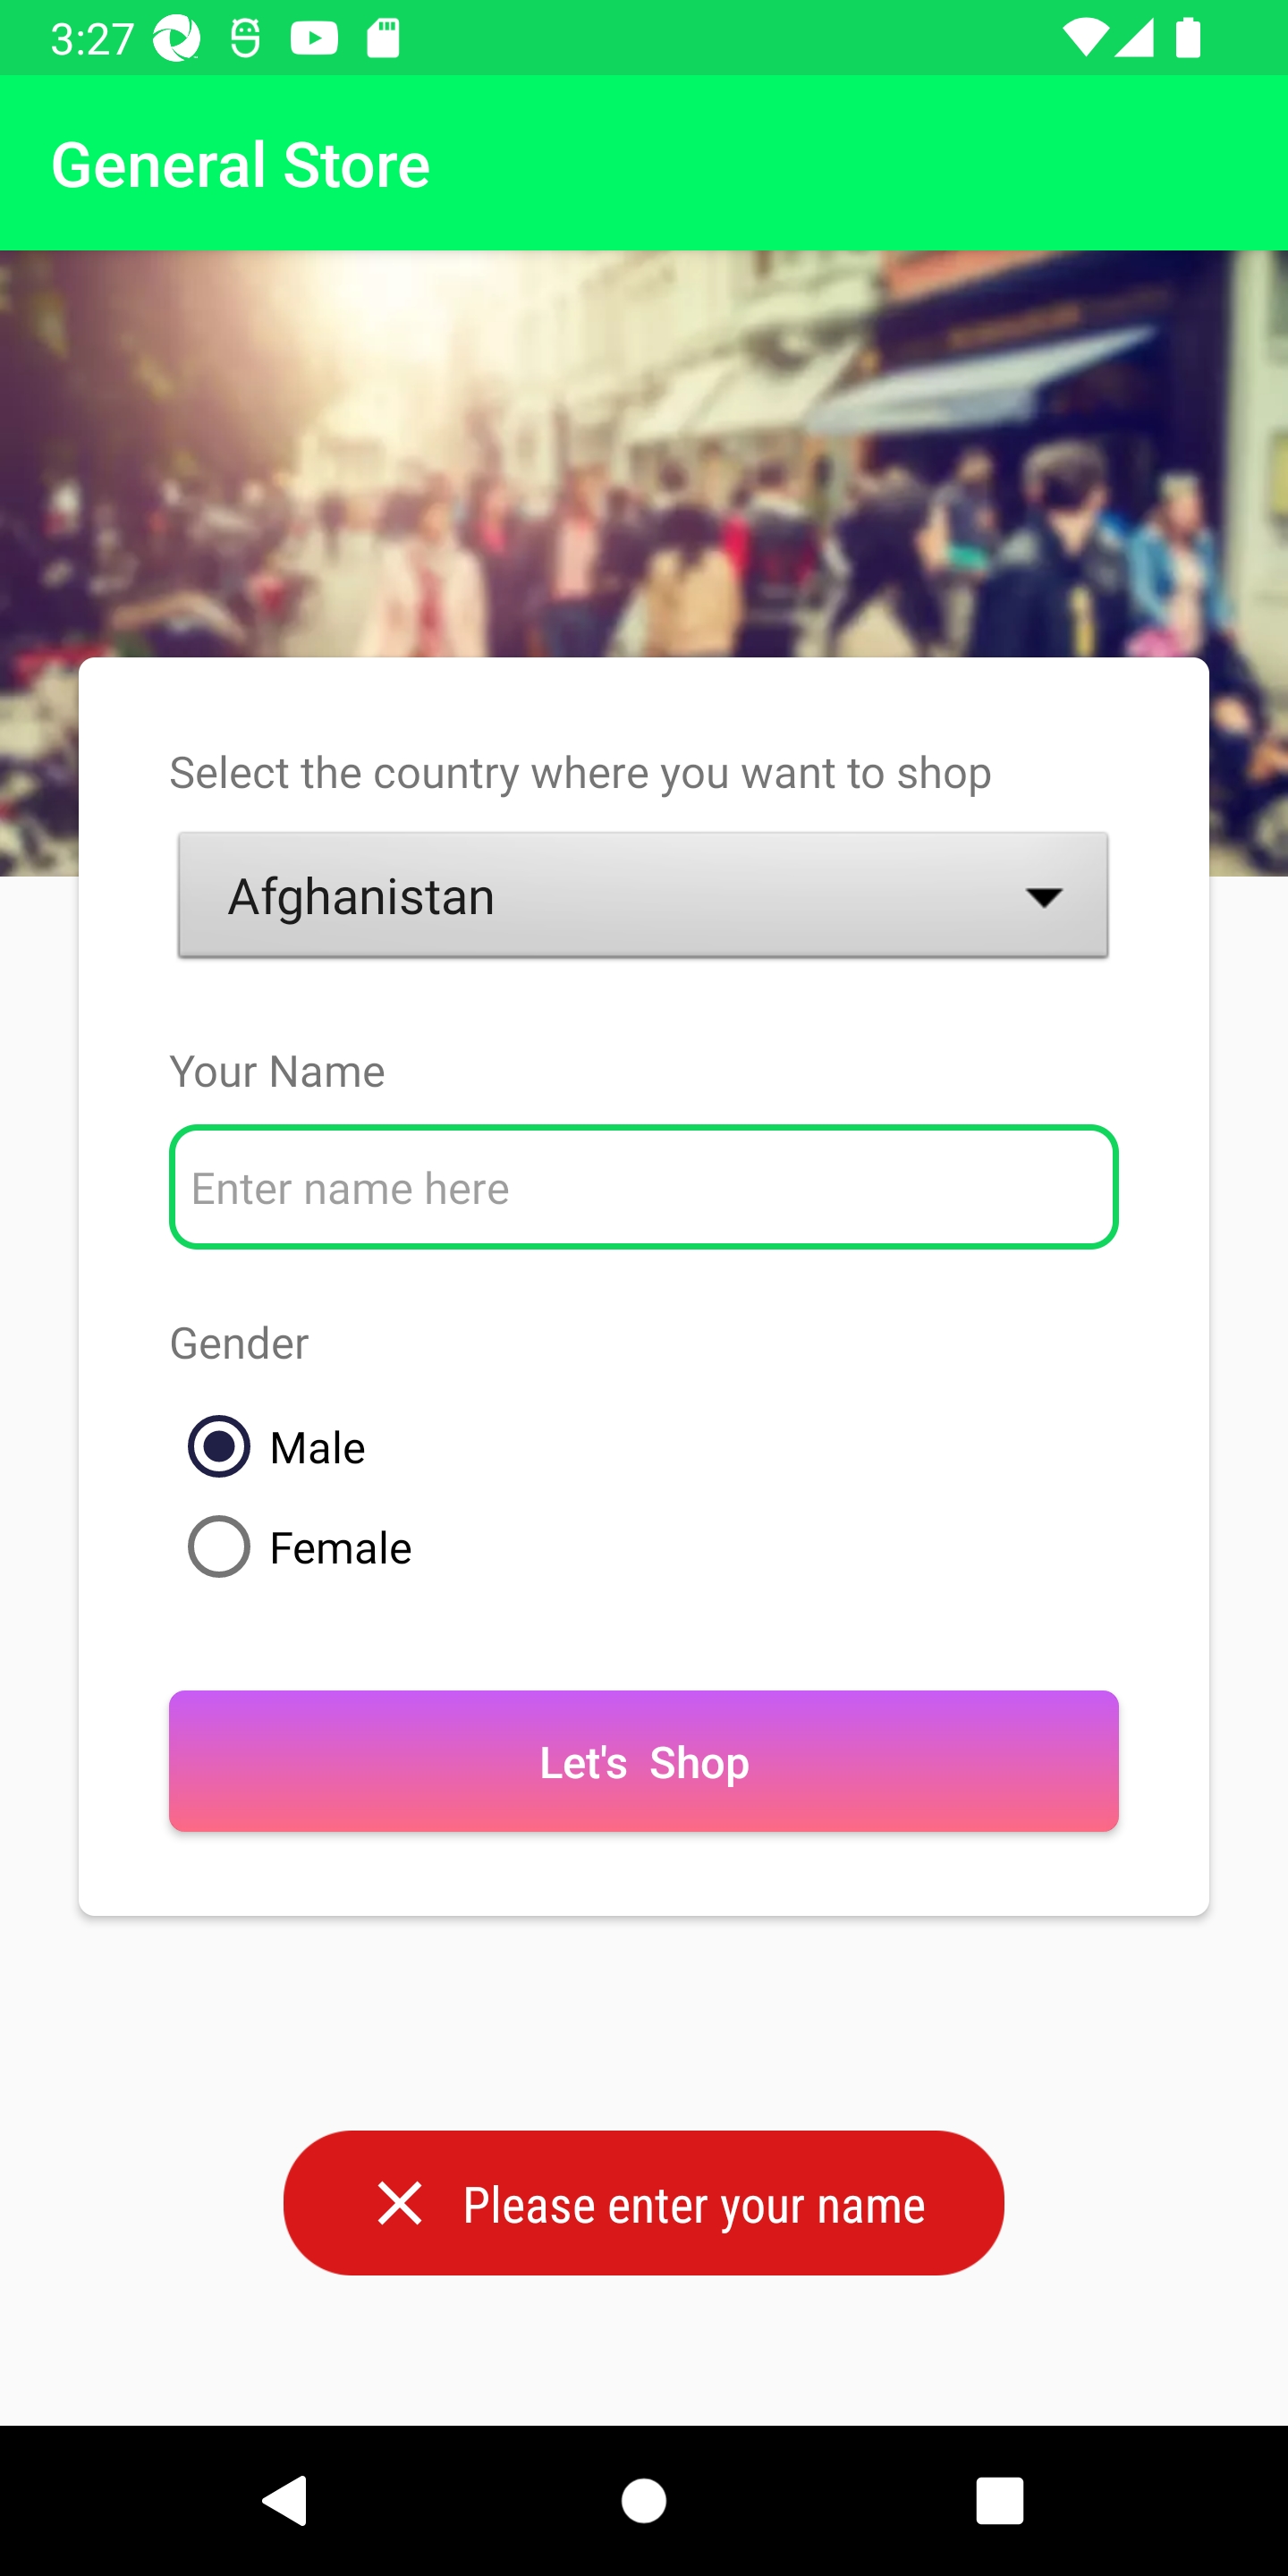 3:27
General Store
Select the country where you want to shop
Afghanistan
Your Name
Enter name here
Gender
Male
Female
Let's  Shop
Please enter your name